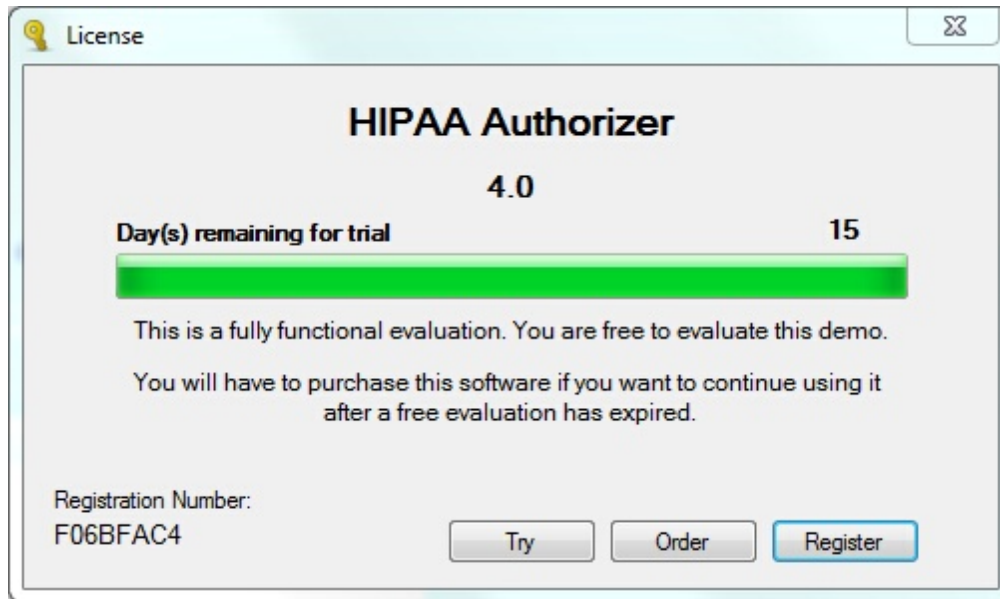 License
HIPAA Authorizer
4.0
Day(s) remaining for trial 15
This is a fully functional evaluation. You are free to evaluate this demo.
You will have to purchase this software if you want to continue using it
after a free evaluation has expired.
Registration Number:
F06BFAC4
Try Order Register